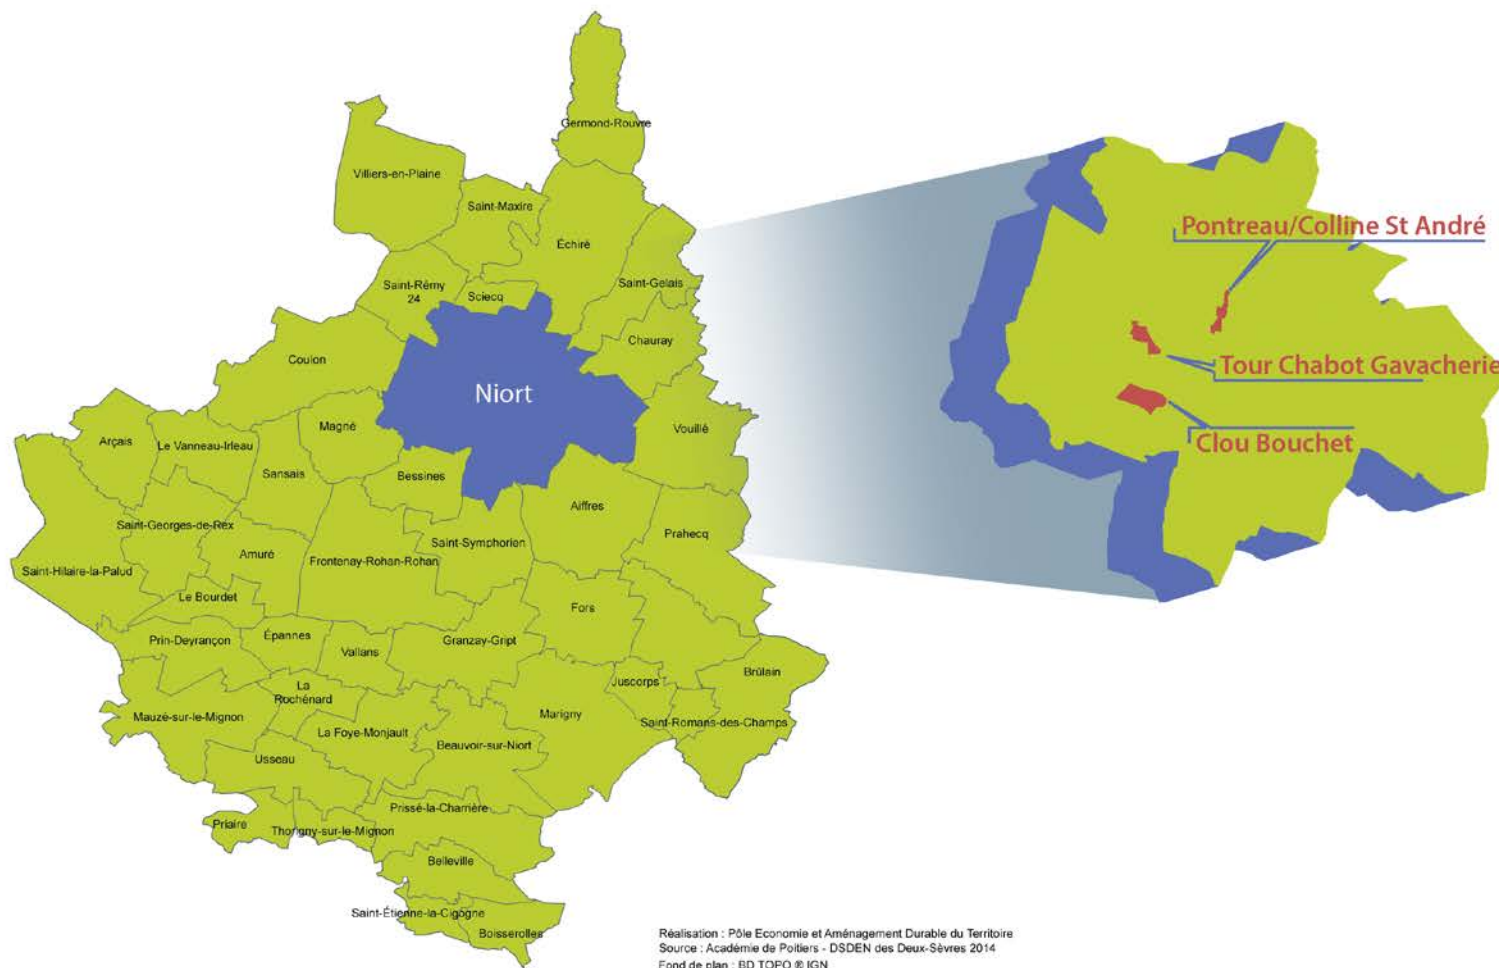 Germond-Rouvre
Villiers-en-Plaine
Saint-Maxire
Échiré
Saint-Rémy
24
Sciecq
Saint-Gelais
Chauray
Coulon
Niort
Magné
Vouillé
Arçais
Le Vanneau-Irleau
Sansais
Bessines
Aiffres
Saint-Georges-de-Rex
Amuré
Frontenay-Rohan-Rohan
Saint-Symphorien
Prahecq
Saint-Hilaire-la-Palud
Le Bourdet
Fors
Prin-Deyrançon
Épannes
Vallans
Granzay-Gript
Brûlain
La
Rochénard
Juscorps
Mauzé-sur-le-Mignon
Marigny
Saint-Romans-des-Champs
La Foye-Monjault
Beauvoir-sur-Niort
Usseau
Prissé-la-Charrière
Priaire
Thorigny-sur-le-Mignon
Belleville
Saint-Étienne-la-Cigogne
Boisserolles
Pontreau/Colline St André
Tour Chabot Gavacherie
Clou Bouchet
Réalisation : Pôle Economie et Aménagement Durable du Territoire
Source : Académie de Poitiers - DSDEN des Deux-Sèvres 2014
Fond de plan : BD TOPO ® IGN